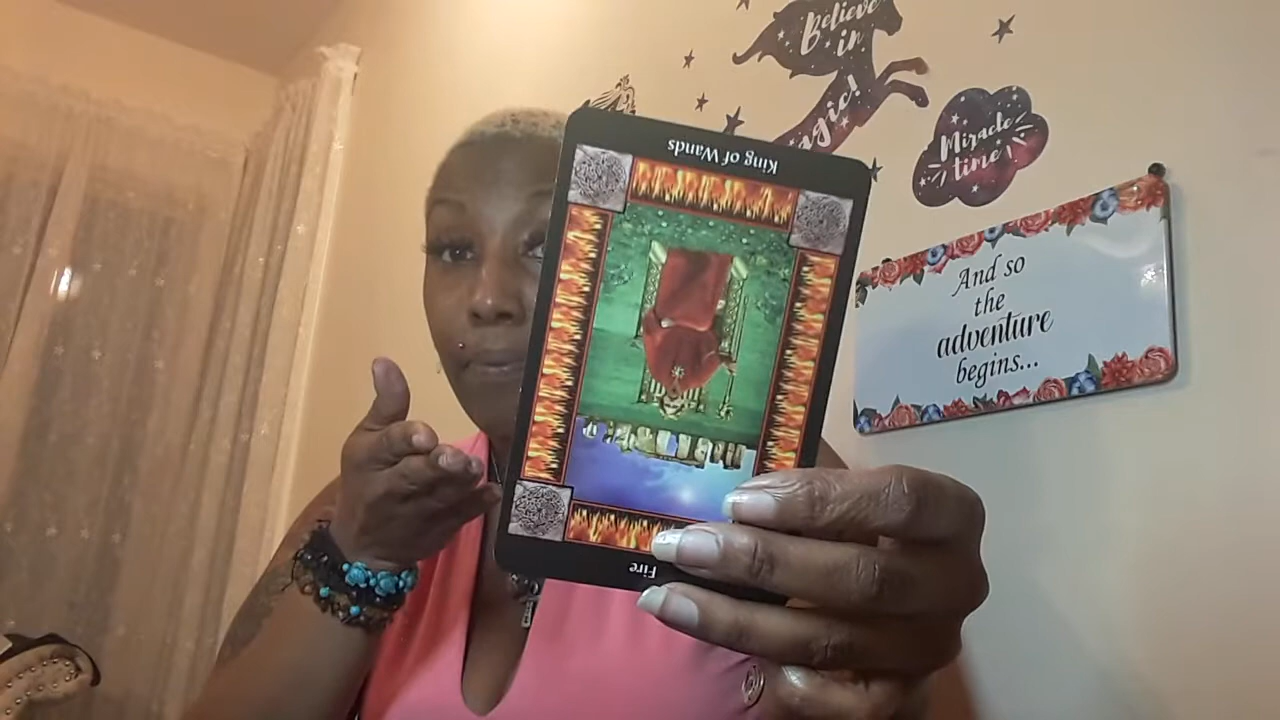 Believe
in
magic!
Miracle
time!
King of Wands
And so
the
adventure
begins...
Fire